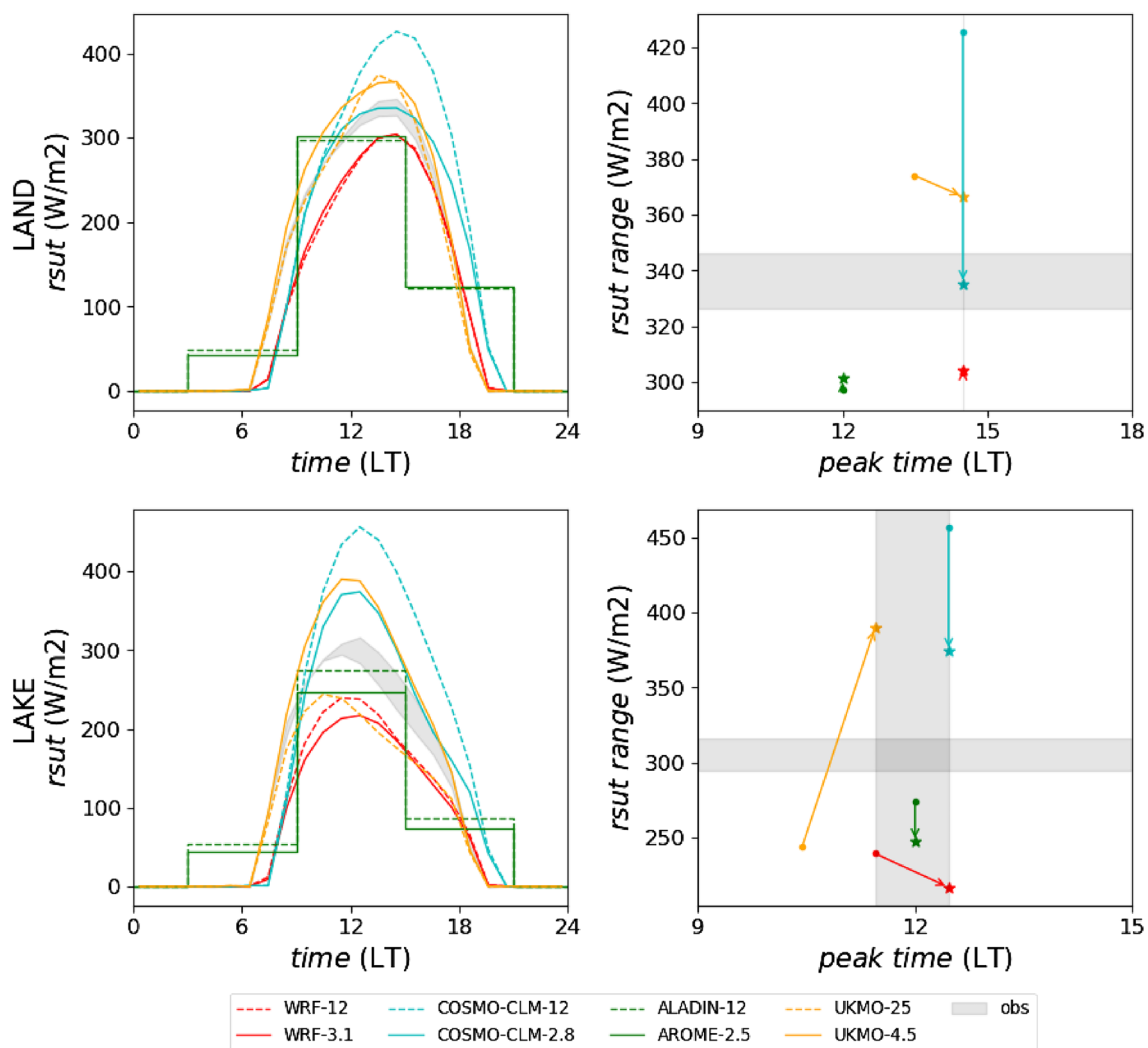 LAND
rsut (W/m2)
400
300
200
100
0
0 6 12 18 24
time (LT)
rsut range (W/m2)
420
400
380
360
340
320
300
9 12 15 18
peak time (LT)
LAKE
rsut (W/m2)
400
300
200
100
0
0 6 12 18 24
time (LT)
rsut range (W/m2)
450
400
350
300
250
9 12 15
peak time (LT)
WRF-12 COSMO-CLM-12 ALADIN-12 UKMO-25 obs
WRF-3.1 COSMO-CLM-2.8 AROME-2.5 UKMO-4.5